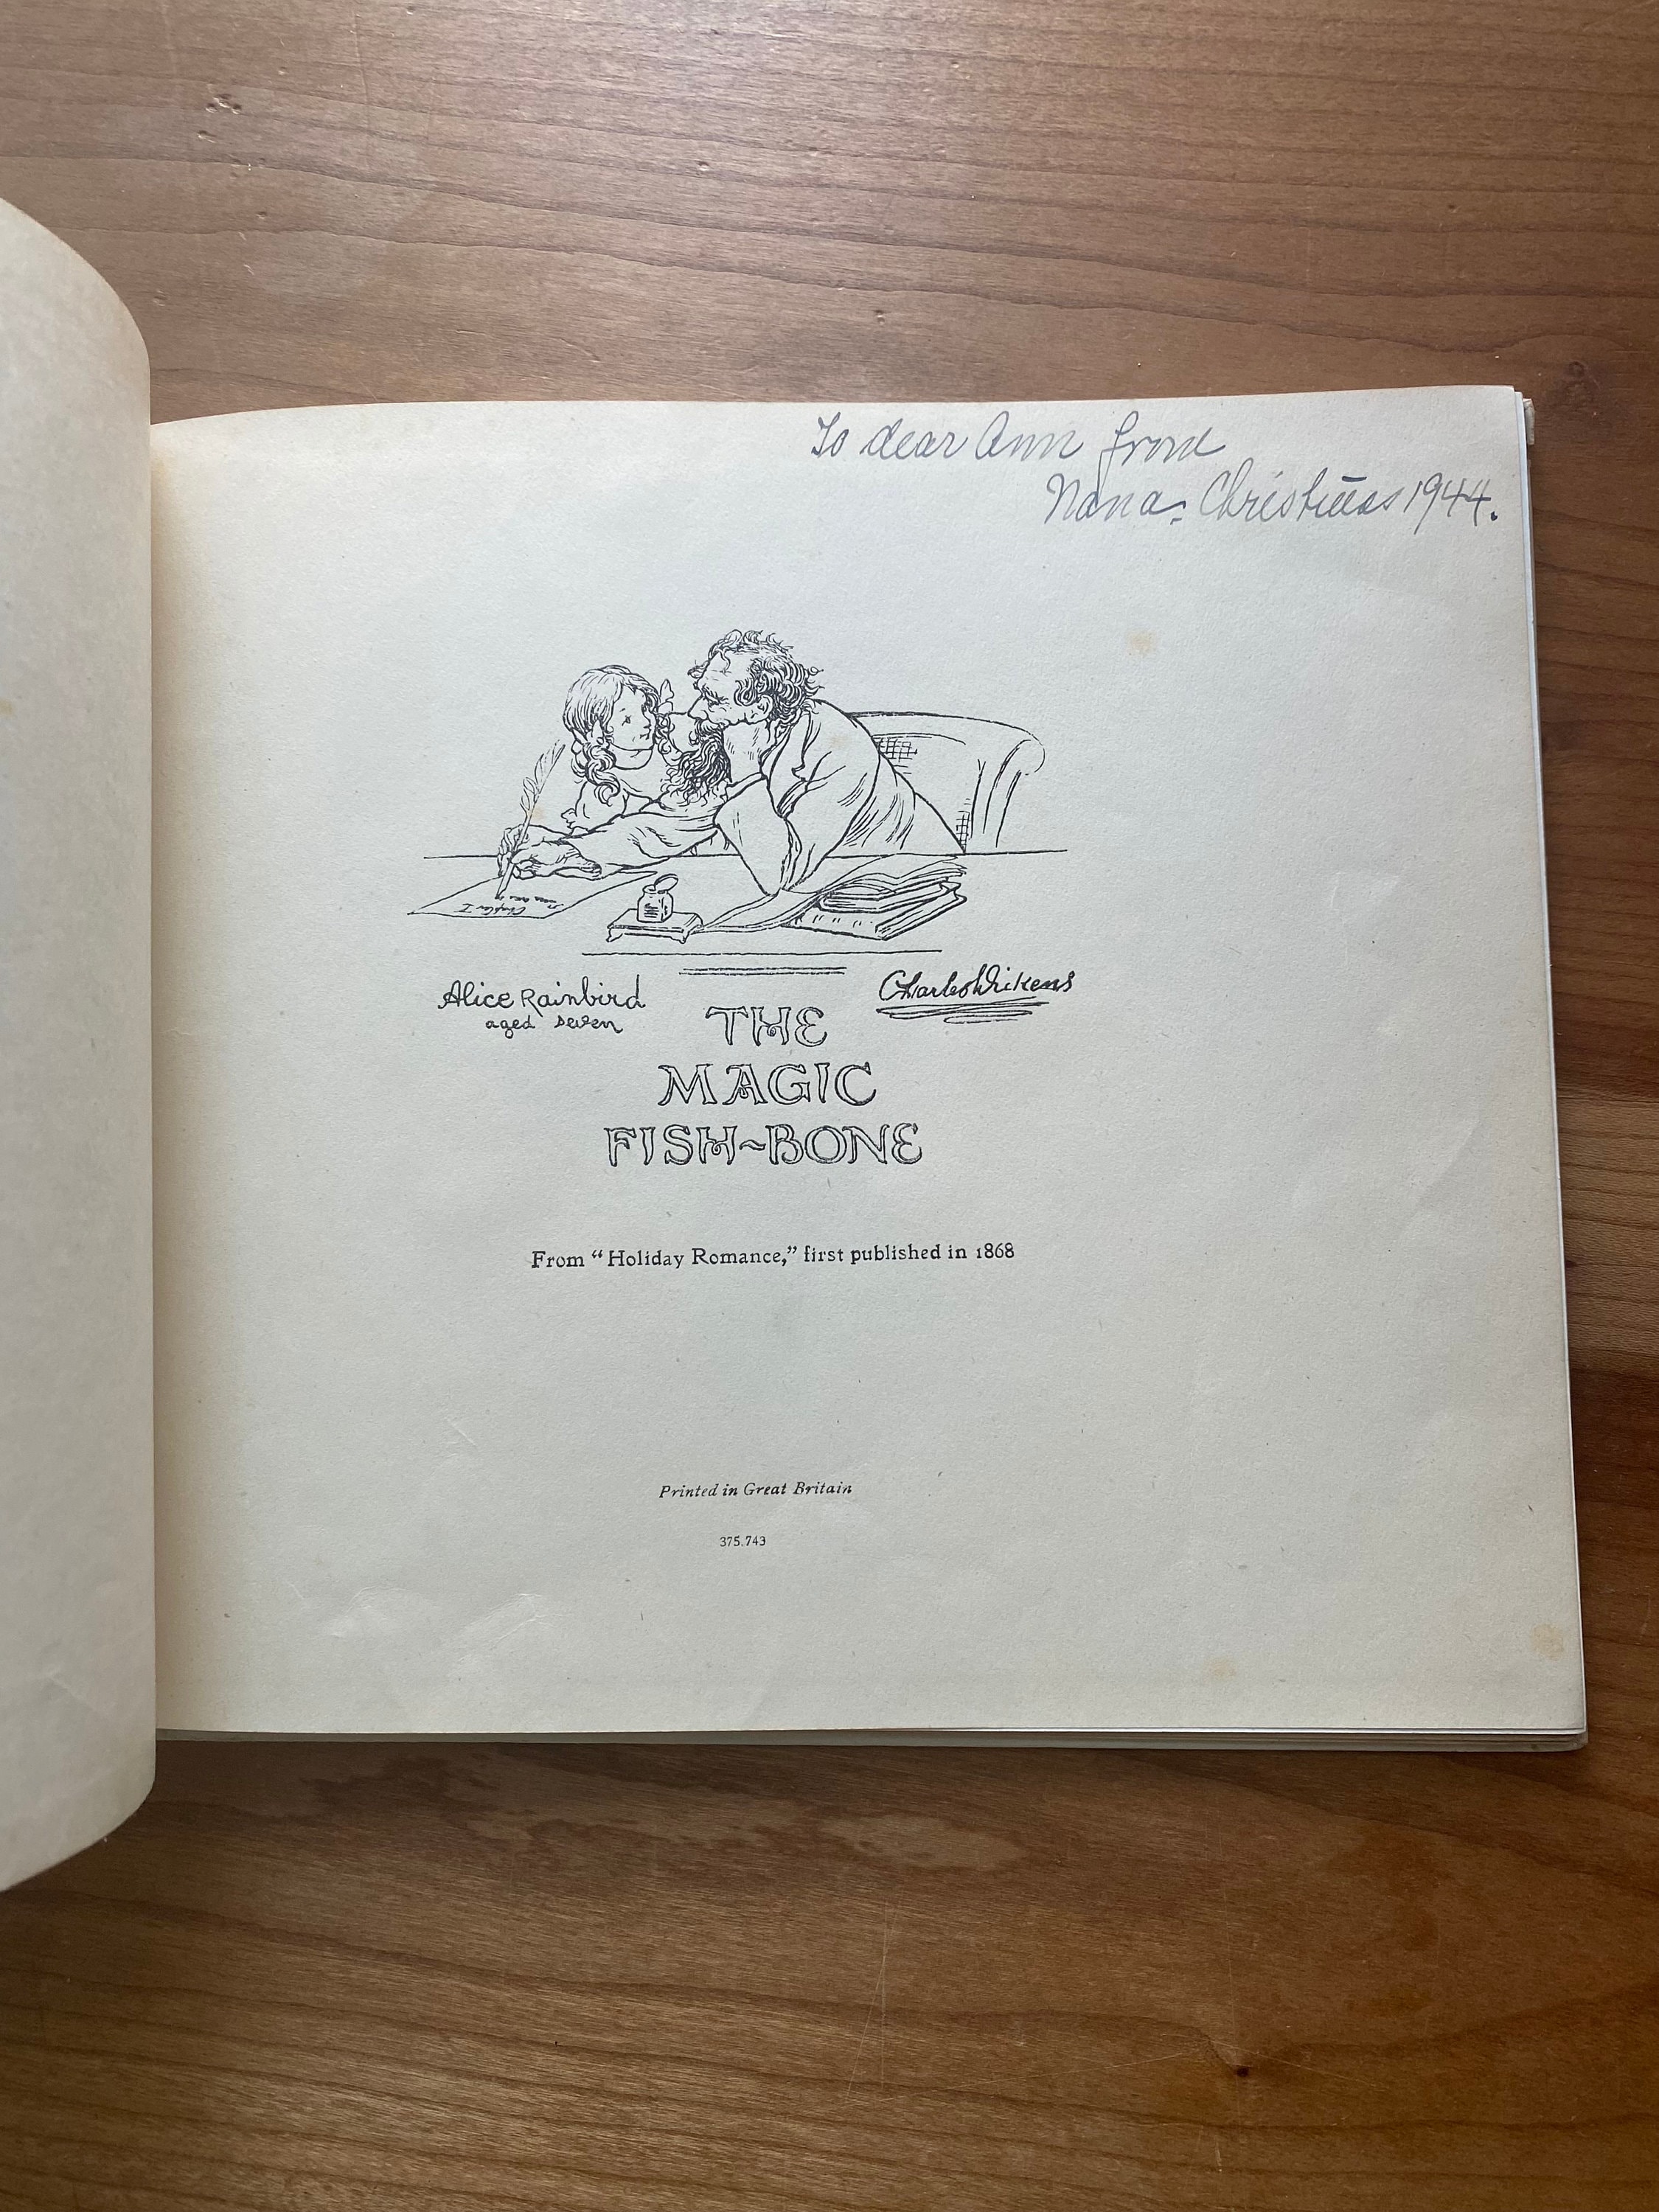 To dear Ann from
Nana. Christmas 1944.
Chapter I
Alice Rainbird
aged seven
Charles Dickens
THE
MAGIC
FISH~BONE
From “Holiday Romance,” first published in 1868
Printed in Great Britain
375.743